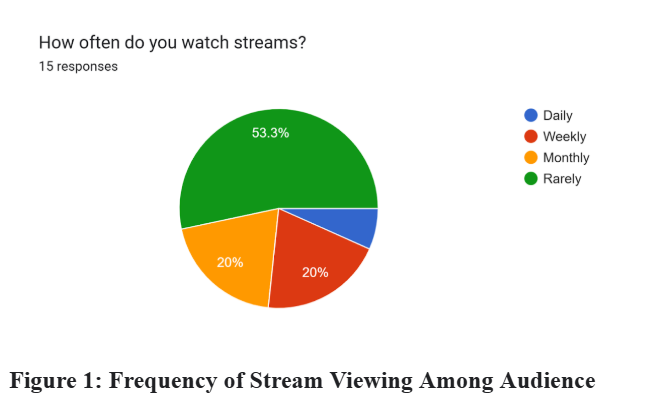 How often do you watch streams?
15 responses
53.3%
20%
20%
Daily
Weekly
Monthly
Rarely
Figure 1: Frequency of Stream Viewing Among Audience